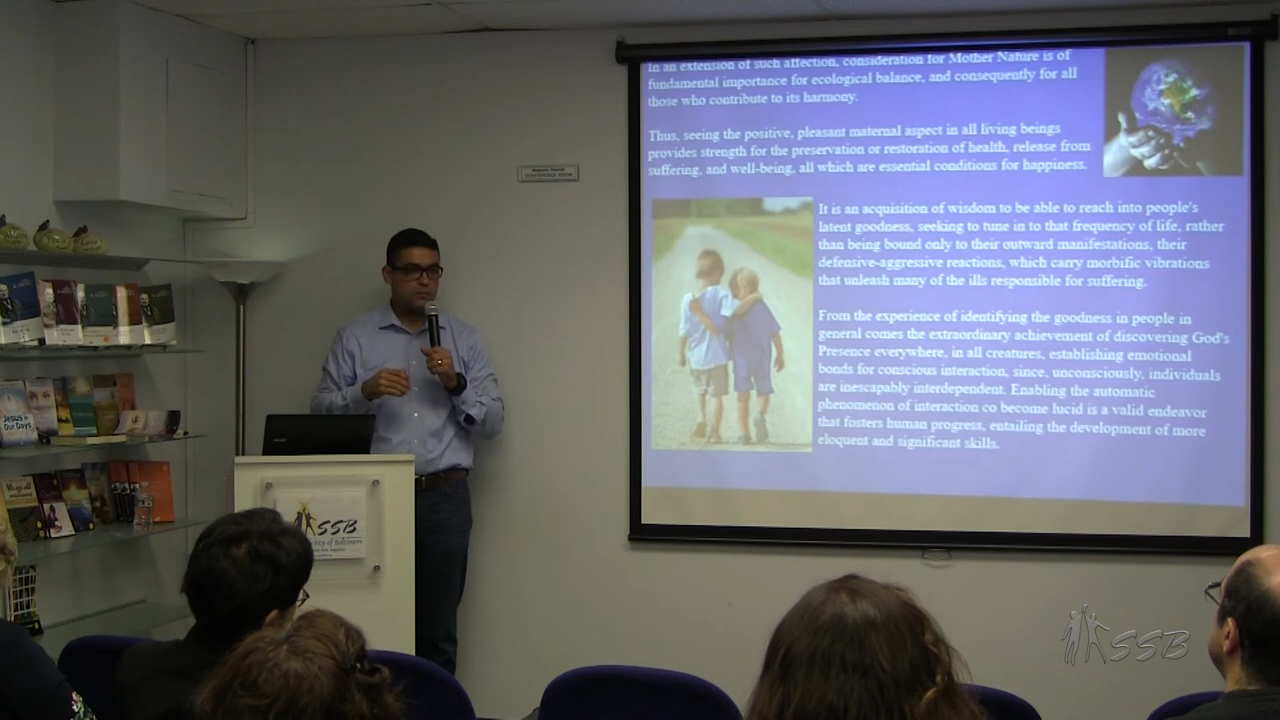 In an extension of such affection, consideration for Mother Nature is of
fundamental importance for ecological balance, and consequently for all
those who contribute to its harmony.
Thus, seeing the positive, pleasant maternal aspect in all living beings
provides strength for the preservation or restoration of health, release from
suffering, and well-being, all which are essential conditions for happiness.
It is an acquisition of wisdom to be able to reach into people's
latent goodness, seeking to tune in to that frequency of life, rather
than being bound only to their outward manifestations, their
defensive-aggressive reactions, which carry morbific vibrations
that unleash many of the ills responsible for suffering.
From the experience of identifying the goodness in people in
general comes the extraordinary achievement of discovering God's
Presence everywhere, in all creatures, establishing emotional
bonds for conscious interaction, since, unconsciously, individuals
are inescapably interdependent. Enabling the automatic
phenomenon of interaction co become lucid is a valid endeavor
that fosters human progress, entailing the development of more
eloquent and significant skills.
CONFERENCE ROOM
Jesus in
Our Days
SSB
of Baltimore
SSB